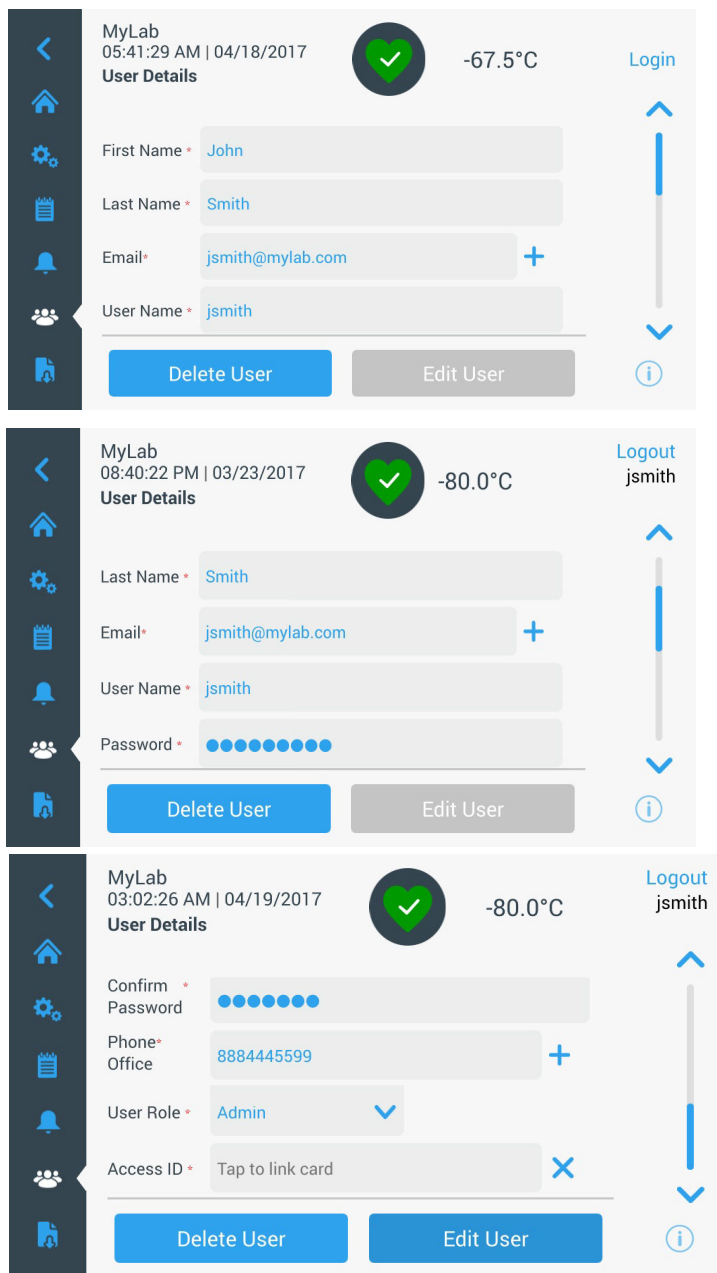 MyLab
05:41:29 AM | 04/18/2017
User Details
-67.5°C
Login
First Name * John
Last Name * Smith
Email* jsmith@mylab.com
User Name * jsmith
Delete User
Edit User
MyLab
08:40:22 PM | 03/23/2017
User Details
-80.0°C
Logout
jsmith
Last Name * Smith
Email* jsmith@mylab.com
User Name * jsmith
Password * ●●●●●●●●●
Delete User
Edit User
MyLab
03:02:26 AM | 04/19/2017
User Details
-80.0°C
Logout
jsmith
Confirm *
Password
●●●●●●●
Phone*
Office
8884445599
User Role * Admin
Access ID * Tap to link card
Delete User
Edit User